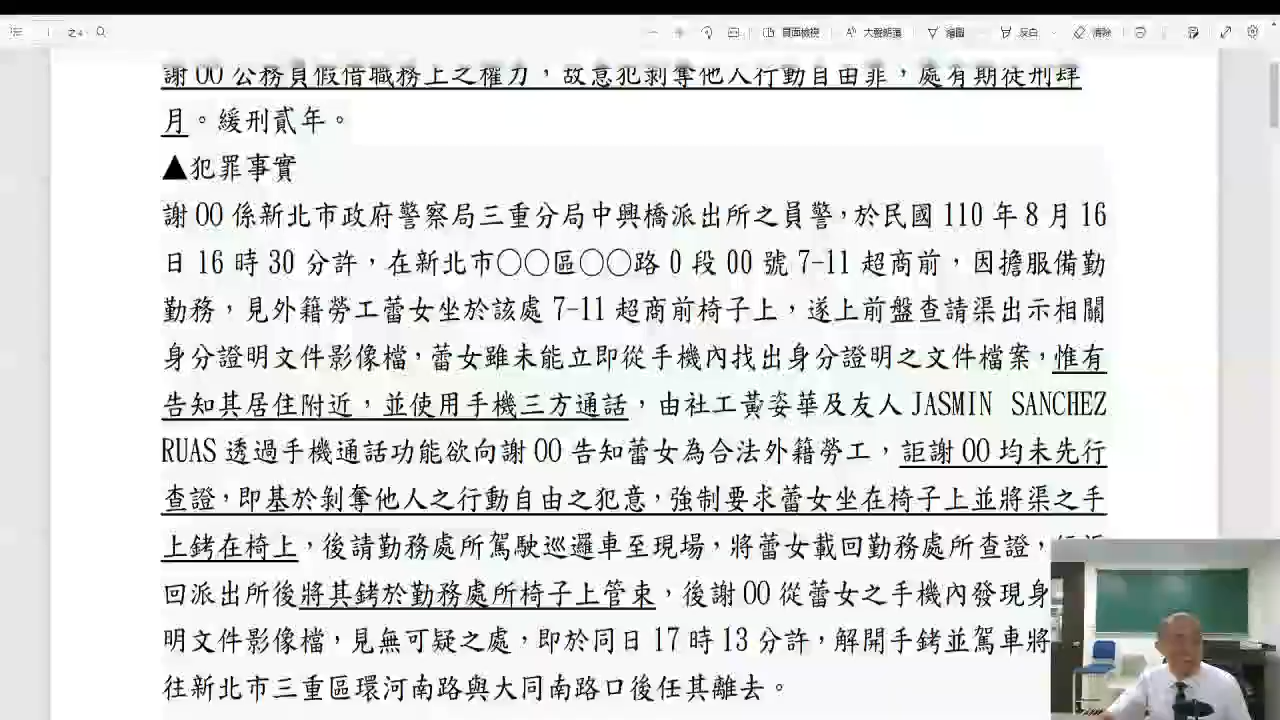 頁面檢視 大聲朗讀 繪圖 反白 清除
謝OO公務員假借職務上之權力，故意犯剝奪他人行動自由罪，處有期徒刑肆
月。緩刑貳年。
▲犯罪事實
謝OO係新北市政府警察局三重分局中興橋派出所之員警，於民國110年8月16
日16時30分許，在新北市〇〇區〇〇路0段00號7-11超商前，因擔服備勤
勤務，見外籍勞工蕾女坐於該處7-11超商前椅子上，遂上前盤查請渠出示相關
身分證明文件影像檔，蕾女雖未能立即從手機內找出身分證明之文件檔案，惟有
告知其居住附近，並使用手機三方通話，由社工黃姿華及友人JASMIN SANCHEZ
RUAS透過手機通話功能欲向謝OO告知蕾女為合法外籍勞工，詎謝OO均未先行
查證，即基於剝奪他人之行動自由之犯意，強制要求蕾女坐在椅子上並將渠之手
上銬在椅上，後請勤務處所駕駛巡邏車至現場，將蕾女載回勤務處所查證，
回派出所後將其銬於勤務處所椅子上管束，後謝OO從蕾女之手機內發現身
明文件影像檔，見無可疑之處，即於同日17時13分許，解開手銬並駕車將
往新北市三重區環河南路與大同南路口後任其離去。